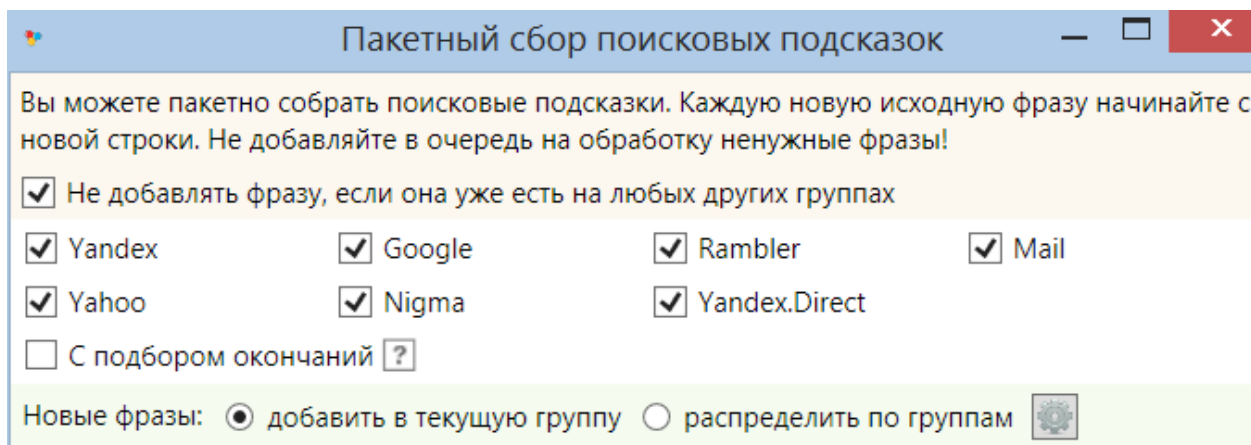 Пакетный сбор поисковых подсказок
Вы можете пакетно собрать поисковые подсказки. Каждую новую исходную фразу начинайте с
новой строки. Не добавляйте в очередь на обработку ненужные фразы!
Не добавлять фразу, если она уже есть на любых других группах
Yandex Google Rambler Mail
Yahoo Nigma Yandex.Direct
С подбором окончаний ?
Новые фразы: добавить в текущую группу распределить по группам